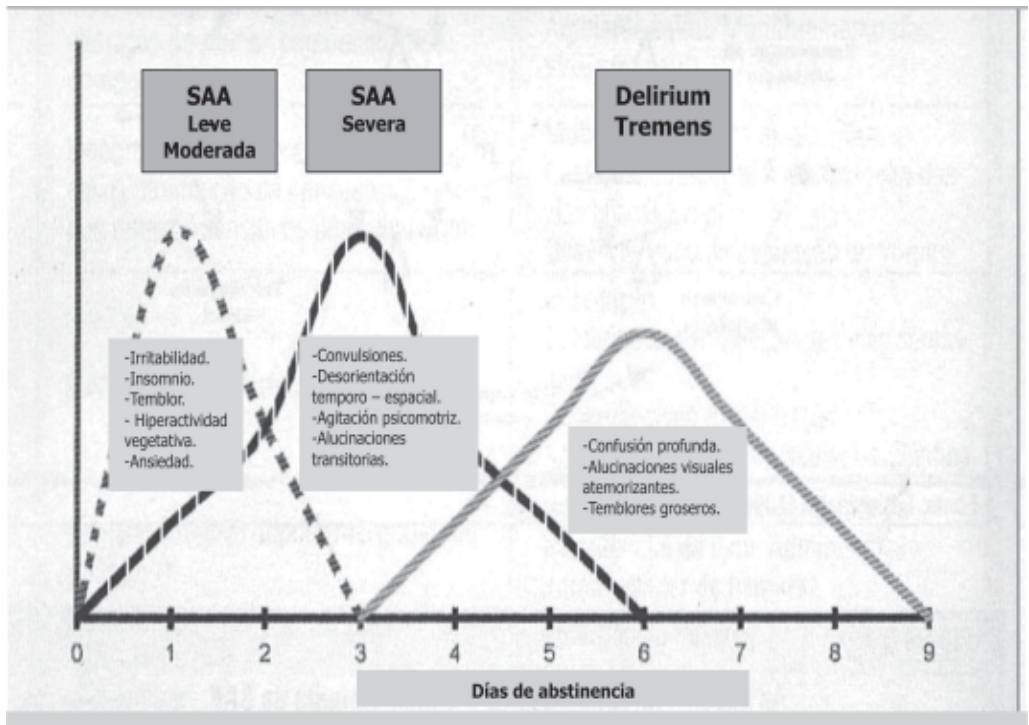 SAA
Leve
Moderada
SAA
Severa
Delirium
Tremens
-Irritabilidad.
-Insomnio.
-Temblor.
- Hiperactividad
vegetativa.
-Ansiedad.
-Convulsiones.
-Desorientación
temporo – espacial.
-Agitación psicomotriz.
-Alucinaciones
transitorias.
-Confusión profunda.
-Alucinaciones visuales
atemorizantes.
-Temblores groseros.
0 1 2 3 4 5 6 7 8 9
Días de abstinencia